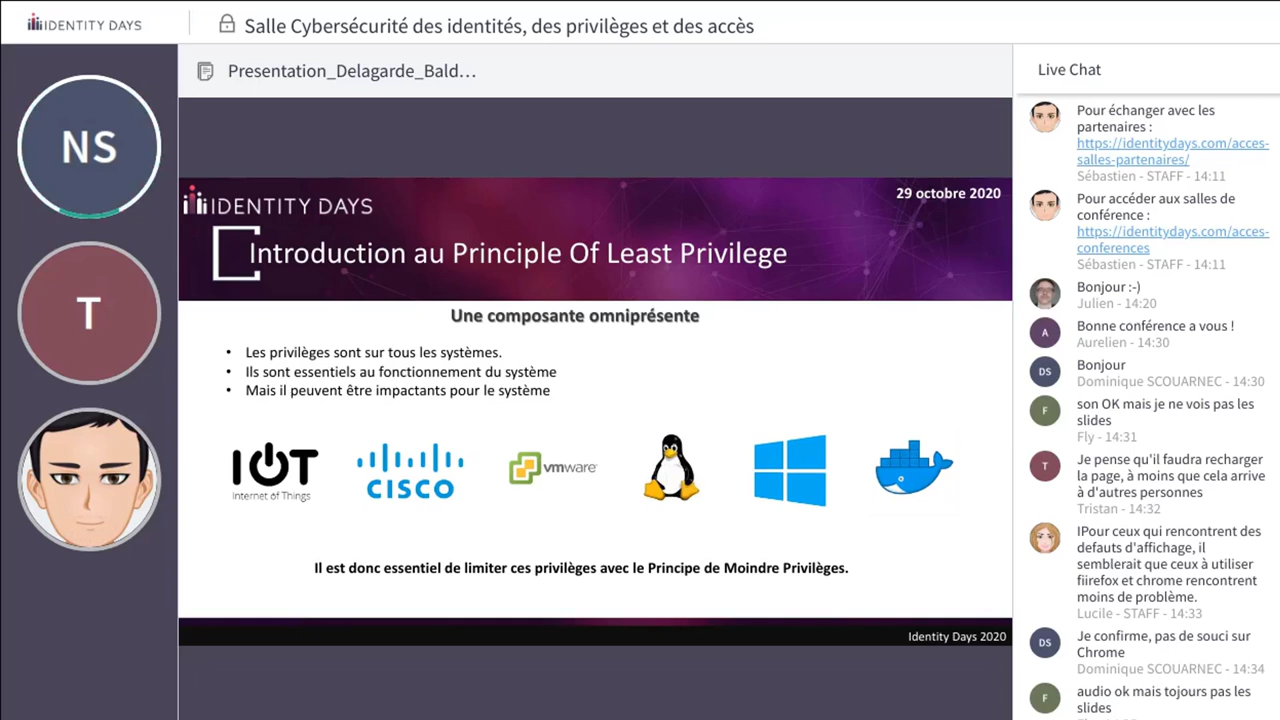 IDENTITY DAYS
Salle Cybersécurité des identités, des privilèges et des accès
NS
T
Presentation_Delagarde_Bald…
IDENTITY DAYS
29 octobre 2020
Introduction au Principle Of Least Privilege
Une composante omniprésente
• Les privilèges sont sur tous les systèmes.
• Ils sont essentiels au fonctionnement du système
• Mais il peuvent être impactants pour le système
IOT
Internet of Things
CISCO
vmware
Il est donc essentiel de limiter ces privilèges avec le Principe de Moindre Privilèges.
Identity Days 2020
Live Chat
Pour échanger avec les
partenaires :
https://identitydays.com/acces-
salles-partenaires/
Sébastien - STAFF - 14:11
Pour accéder aux salles de
conférence :
https://identitydays.com/acces-
conferences
Sébastien - STAFF - 14:11
Bonjour :-)
Julien - 14:20
A
Bonne conférence a vous !
Aurelien - 14:30
DS
Bonjour
Dominique SCOUARNEC - 14:30
F
son OK mais je ne vois pas les
slides
Fly - 14:31
T
Je pense qu'il faudra recharger
la page, à moins que cela arrive
à d'autres personnes
Tristan - 14:32
IPour ceux qui rencontrent des
defauts d'affichage, il
semblerait que ceux à utiliser
fiirefox et chrome rencontrent
moins de problème.
Lucile - STAFF - 14:33
DS
Je confirme, pas de souci sur
Chrome
Dominique SCOUARNEC - 14:34
F
audio ok mais tojours pas les
slides